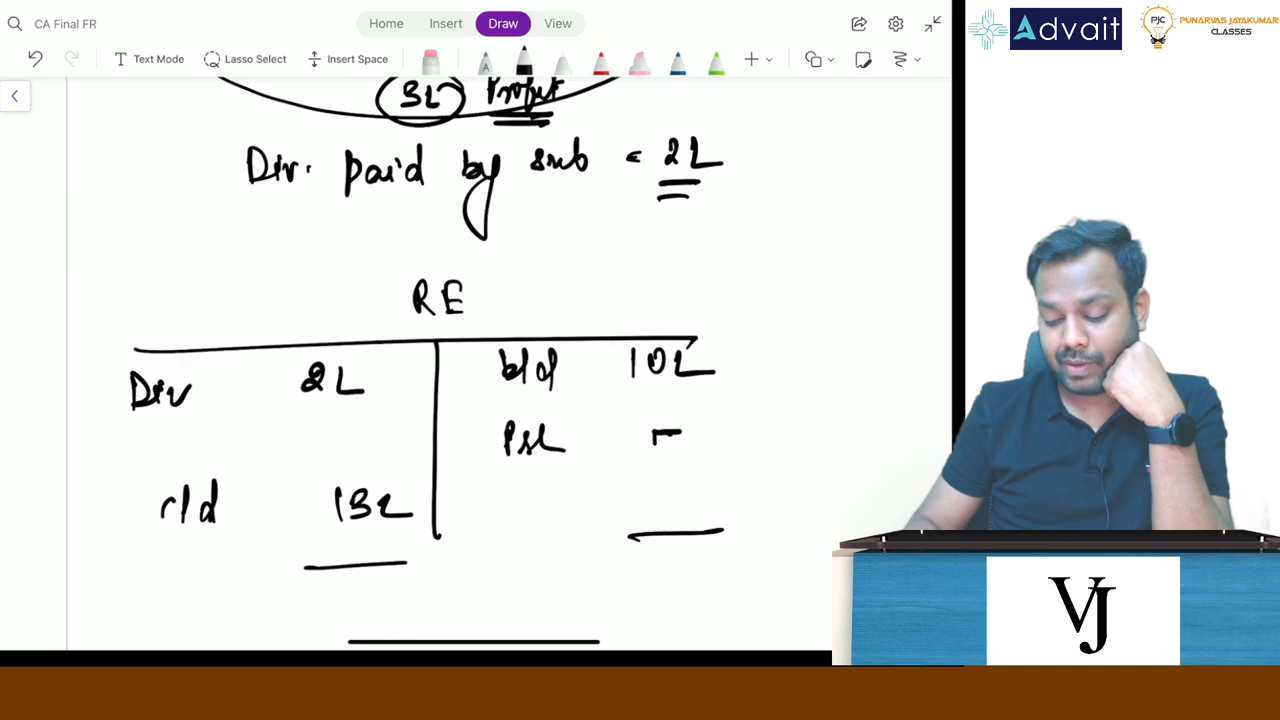 CA Final FR
Home Insert Draw View
Text Mode Lasso Select Insert Space
Advait
PJC PUNARVAS JAYAKUMAR
CLASSES
3L Profit
Div. paid by sub = 2L
RE
Div 2L b/d 10L
P&L
c/d 13L
VJ